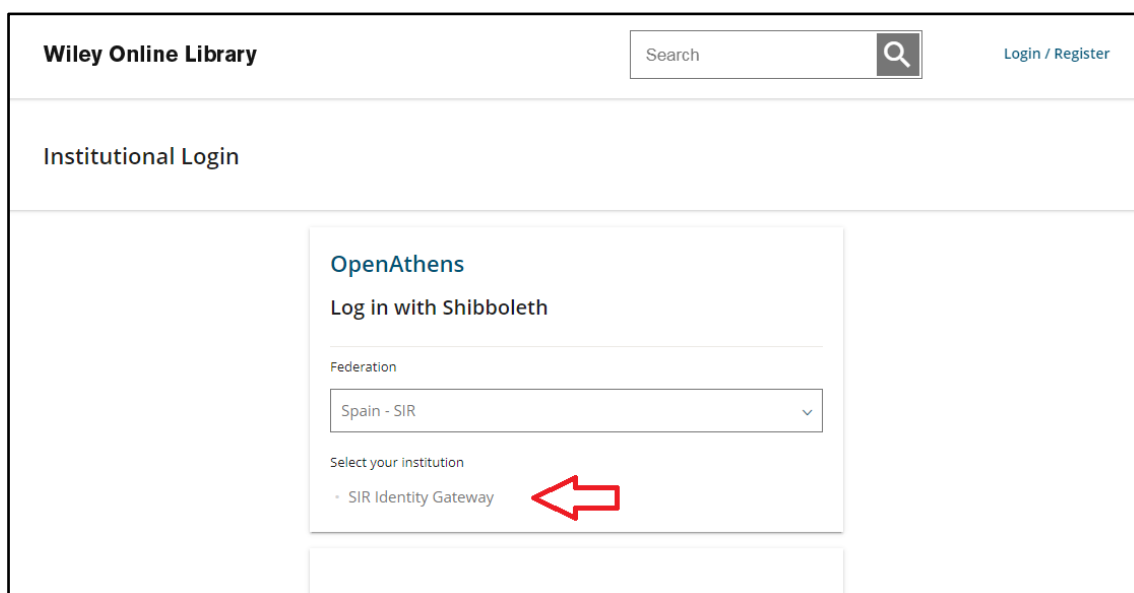 Wiley Online Library
Search
Login / Register
Institutional Login
OpenAthens
Log in with Shibboleth
Federation
Spain - SIR
Select your institution
SIR Identity Gateway